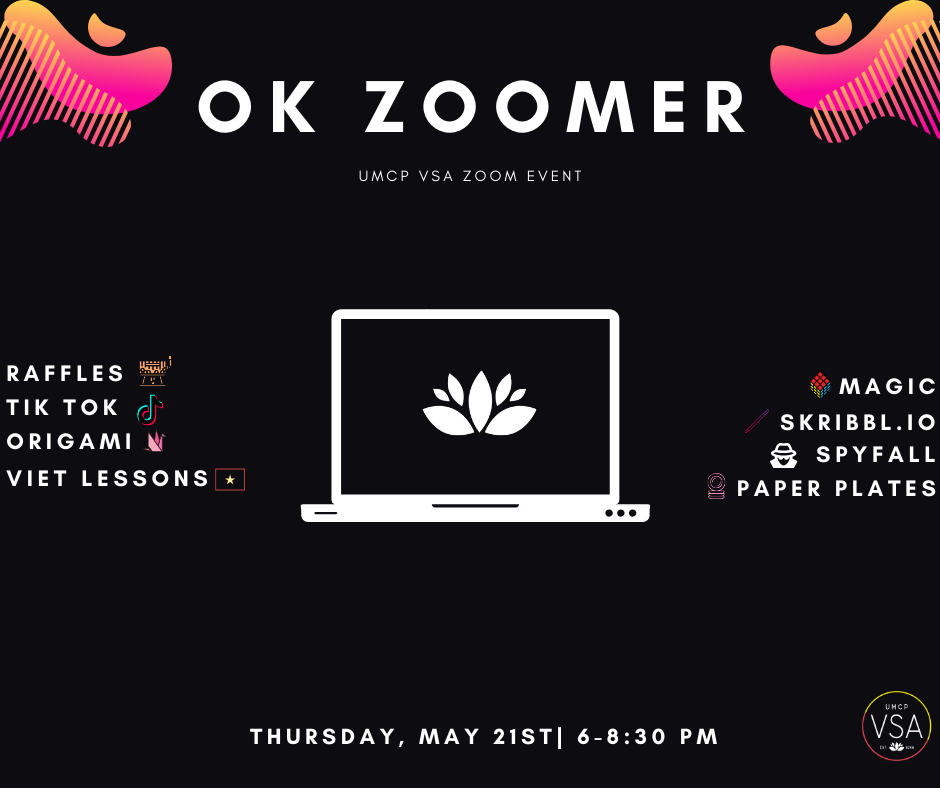 OK ZOOMER
UMCP VSA ZOOM EVENT
RAFFLES
TIK TOK
ORIGAMI
VIET LESSONS
MAGIC
SKRIBBL.IO
SPYFALL
PAPER PLATES
THURSDAY, MAY 21ST| 6-8:30 PM
UMCP
VSA